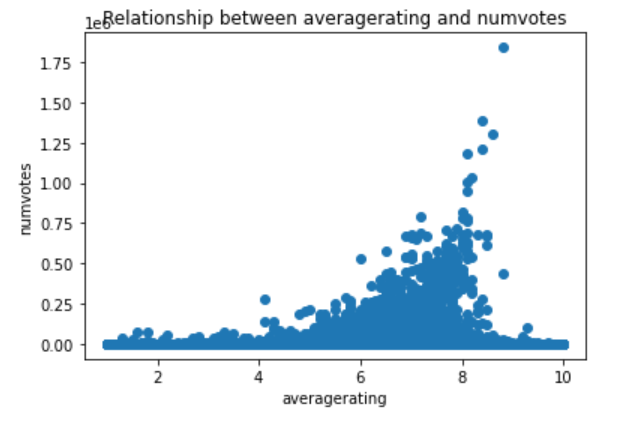 Relationship between averagerating and numvotes
1e6
1.75
1.50
1.25
1.00
0.75
0.50
0.25
0.00
numvotes
2 4 6 8 10
averagerating